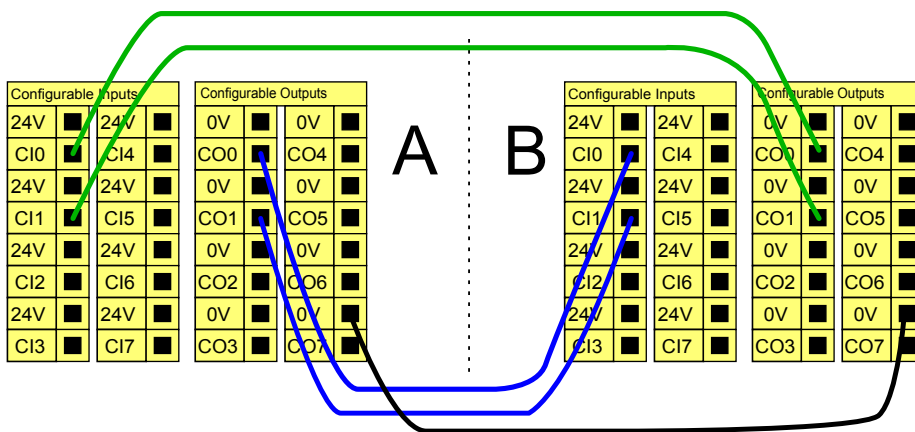 Configurable Inputs Configurable Outputs A B Configurable Inputs Configurable Outputs
24V 24V 0V 0V 24V 24V 0V 0V
CI0 CI4 CO0 CO4 CI0 CI4 CO0 CO4
24V 24V 0V 0V 24V 24V 0V 0V
CI1 CI5 CO1 CO5 CI1 CI5 CO1 CO5
24V 24V 0V 0V 24V 24V 0V 0V
CI2 CI6 CO2 CO6 CI2 CI6 CO2 CO6
24V 24V 0V 0V 24V 24V 0V 0V
CI3 CI7 CO3 CO7 CI3 CI7 CO3 CO7